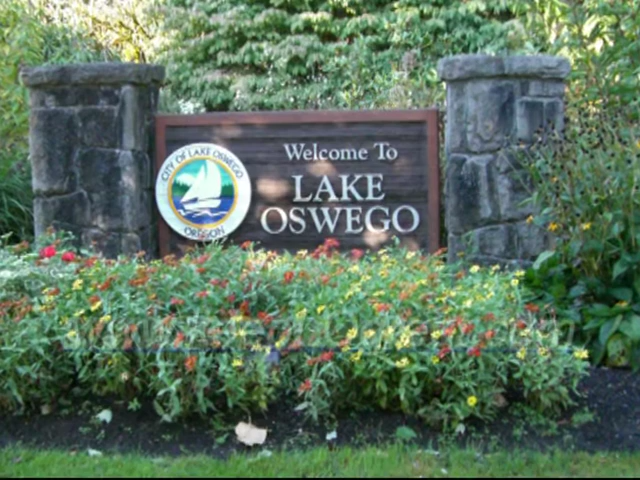 CITY OF LAKE OSWEGO
OREGON
Welcome To
LAKE
OSWEGO